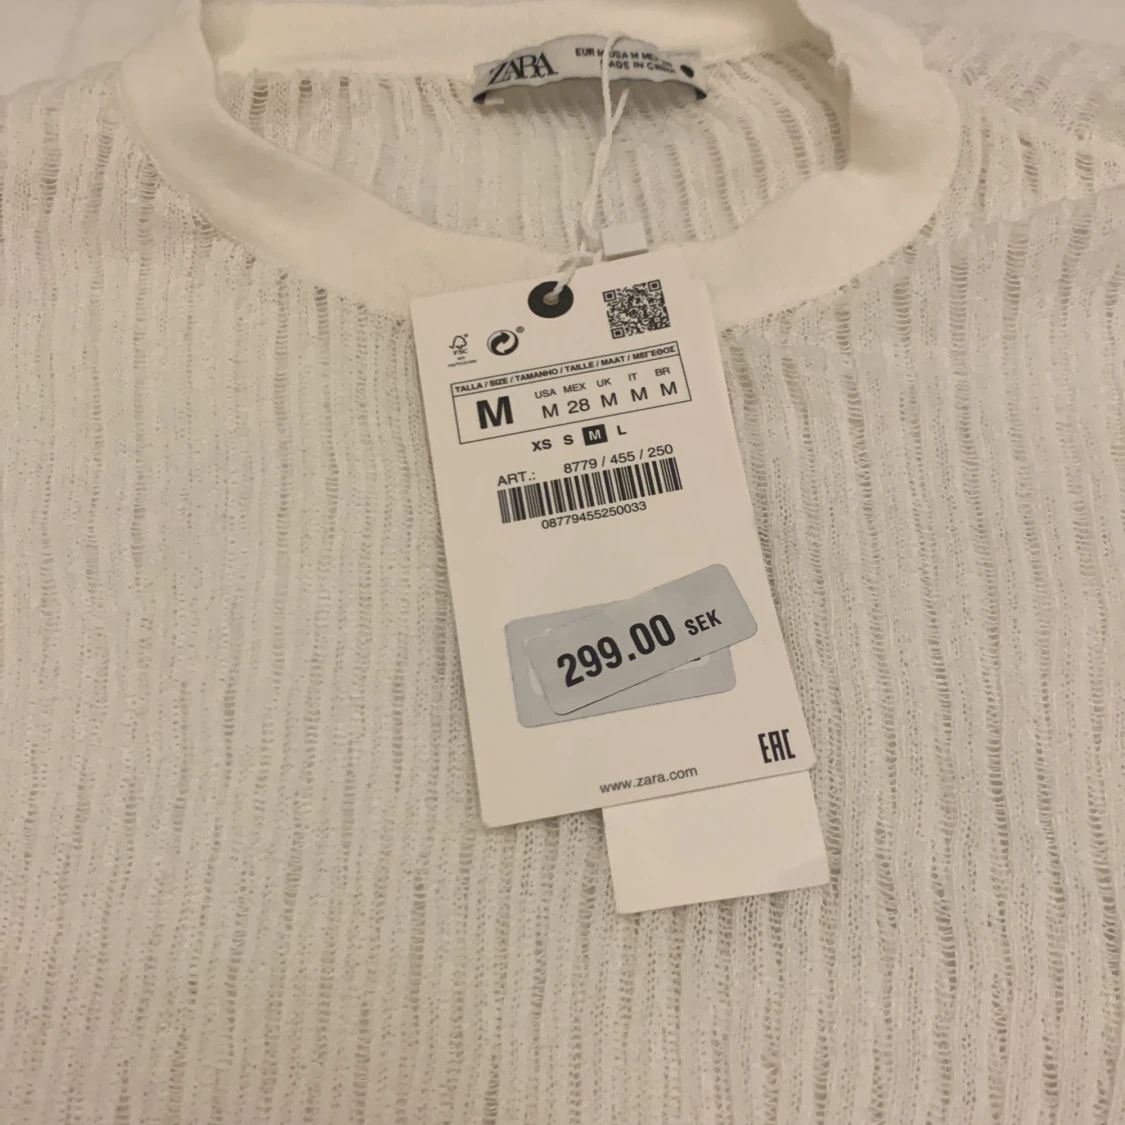 ZARA
EUR M USA M MEX
MADE IN CHINA
FSC
TALLA / SIZE / TAMANHO / TAILLE / MAAT / ΜΕΓΕΘΟΣ
M
USA MEX UK IT BR
M 28 M M M
XS S M L
ART.: 8779 / 455 / 250
08779455250033
299.00 SEK
EAC
www.zara.com